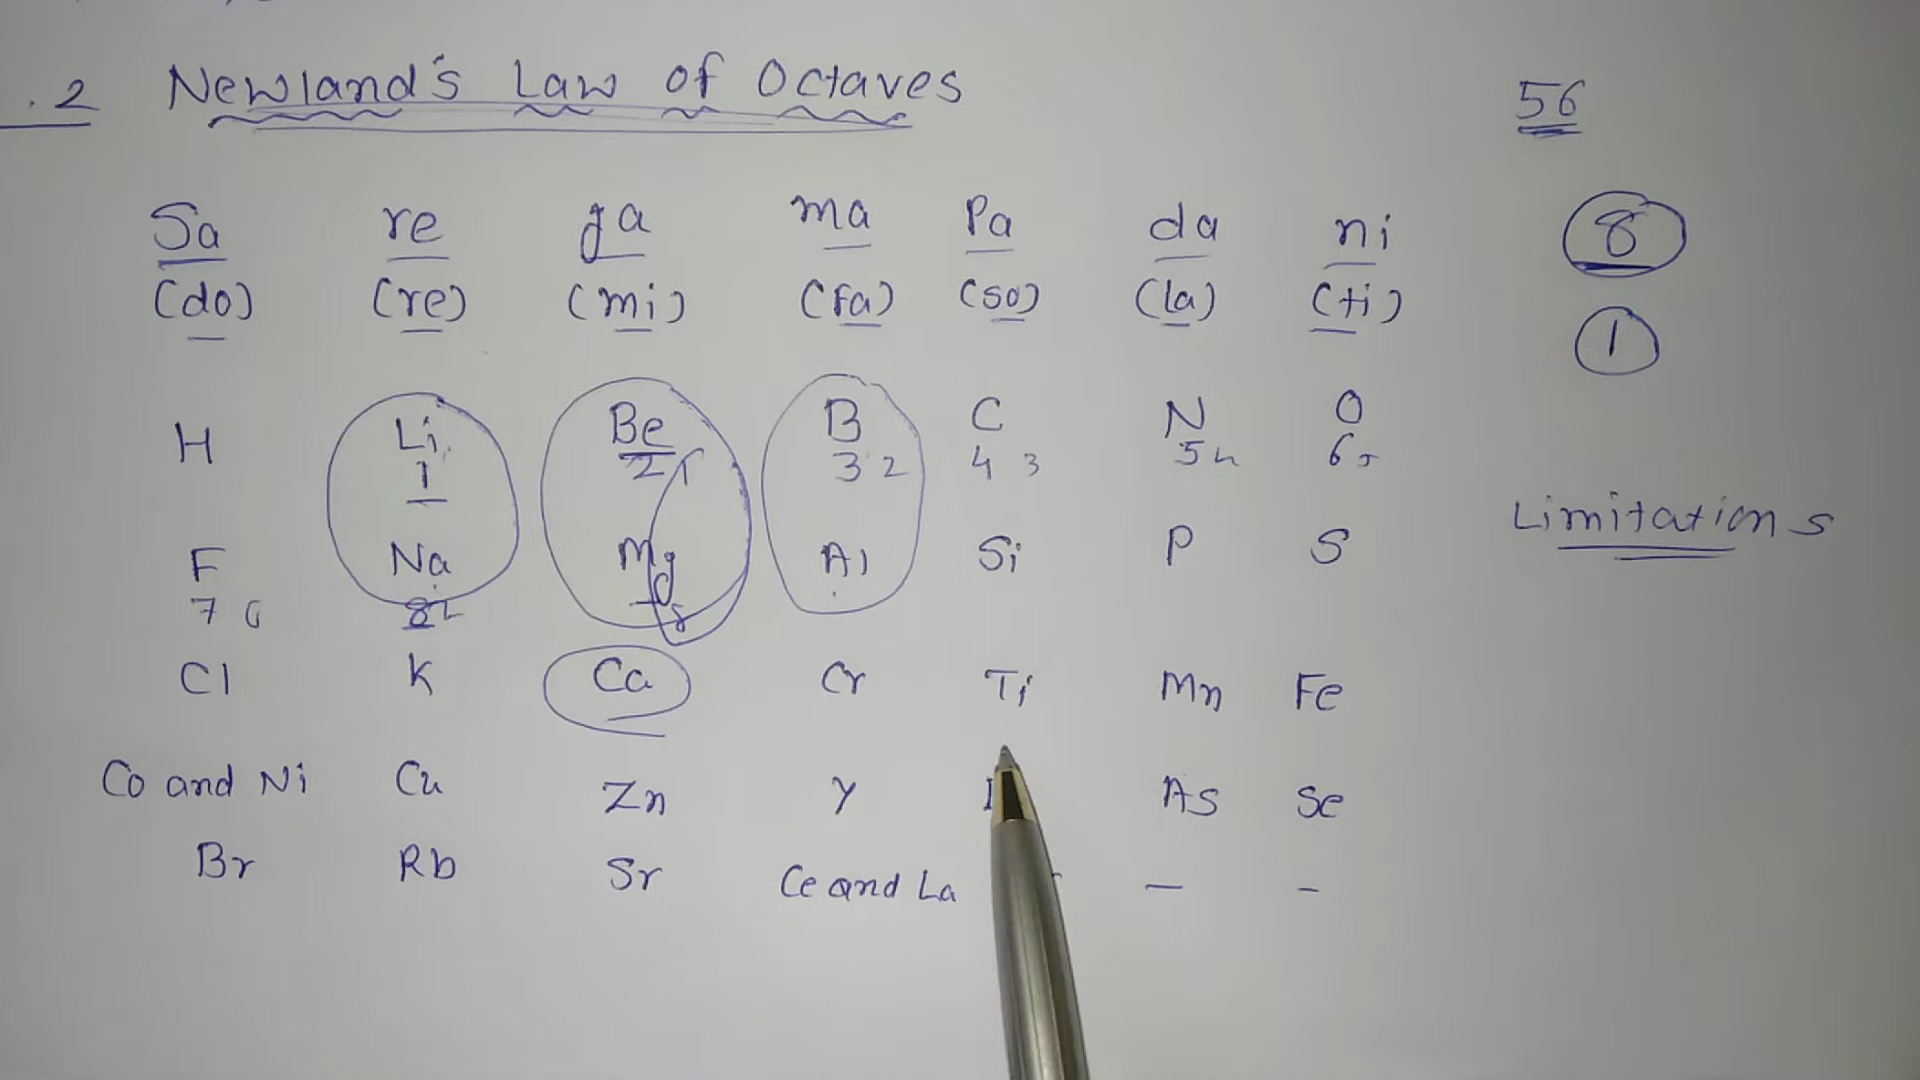 .2 Newland's Law of Octaves 56
Sa re ga ma Pa da ni 8
(do) (re) (mi) (fa) (so) (la) (ti) 1
H Li Be B C N O
1 2 1 3 2 4 3 5 6
Limitations
F Na Mg Al Si P S
7 6 8 8
Cl K Ca Cr Ti Mn Fe
Co and Ni Cu Zn Y As Se
Br Rb Sr Ce and La — –